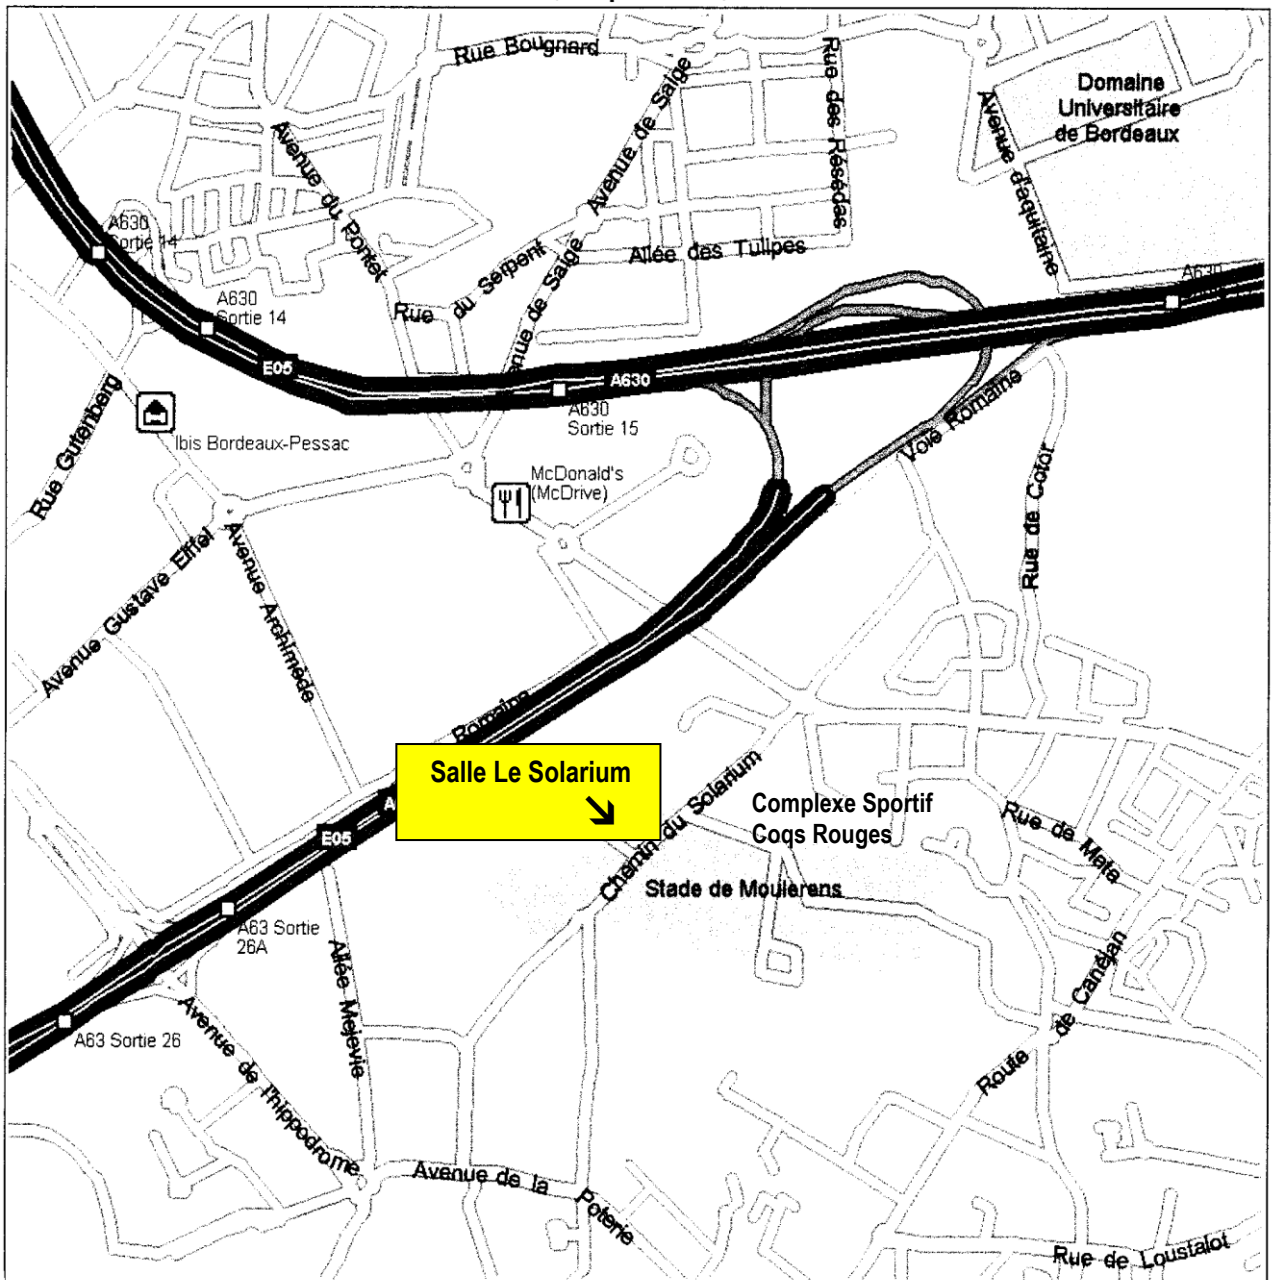 Rue Bougnard
Avenue de Saige
Rue des Résédas
Domaine
Universitaire
de Bordeaux
Avenue d'aquitaine
Avenue du Pontet
A630
Sortie 14
Rue du Serpent
Avenue de Saige
Allée des Tulipes
A630
A630
Sortie 14
E05
A630
A630
Sortie 15
Rue Gutenberg
Ibis Bordeaux-Pessac
Voie Romaine
McDonald's
(McDrive)
Rue de Cotor
Avenue Gustave Eiffel
Avenue Archimède
Romaine
Salle Le Solarium
Chemin du Solarium
Complexe Sportif
Coqs Rouges
Rue de Mata
E05
Stade de Moulerens
A63 Sortie
26A
Allée Mejevie
Route de Canéjan
A63 Sortie 26
Avenue de l'hippodrome
Avenue de la Poterie
Rue de Loustalot